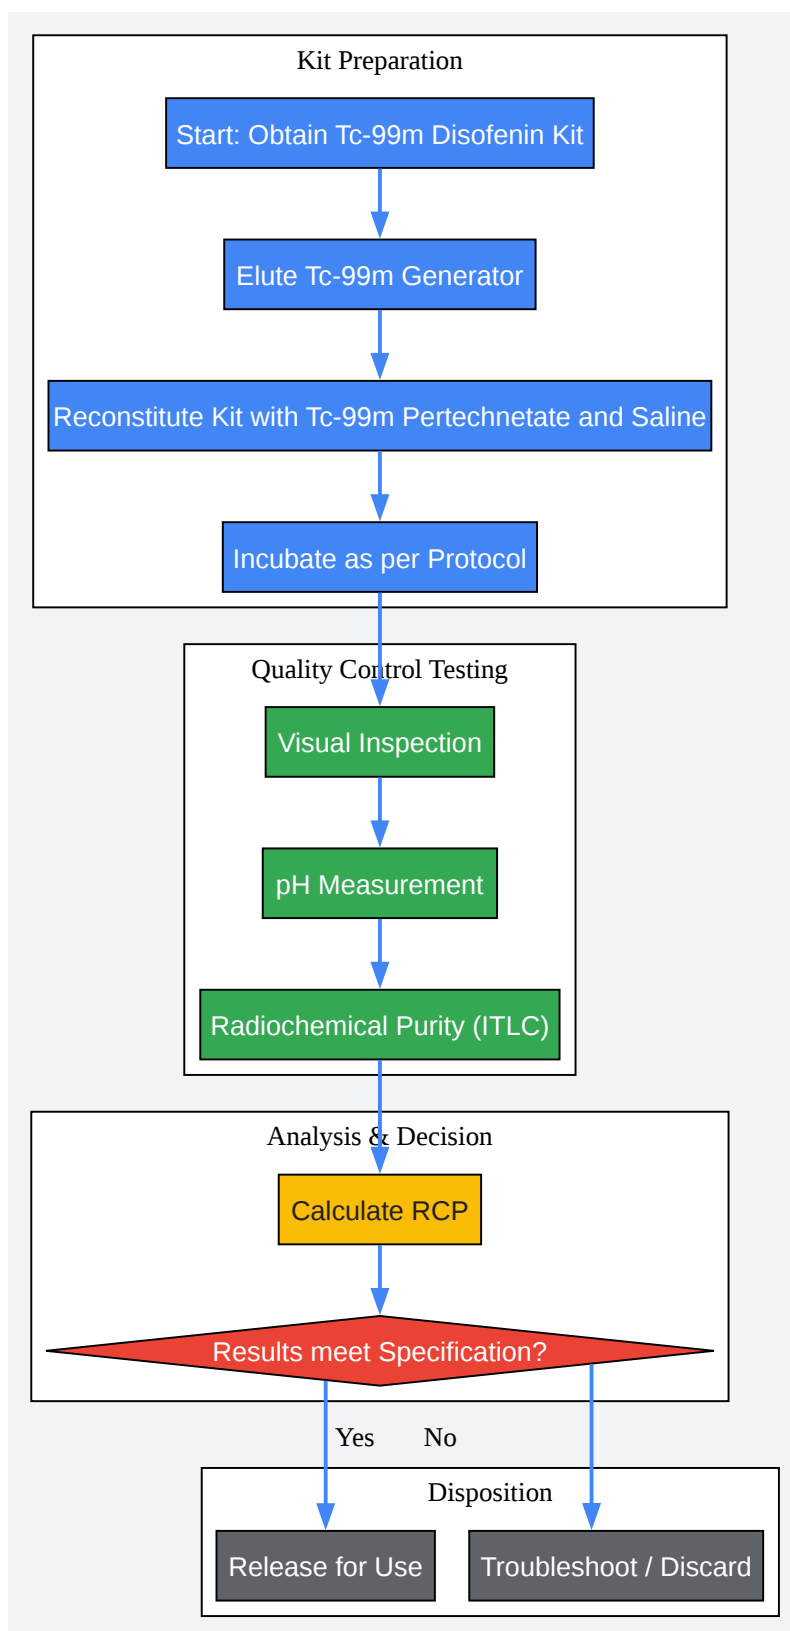 Kit Preparation
Start: Obtain Tc-99m Disofenin Kit
Elute Tc-99m Generator
Reconstitute Kit with Tc-99m Pertechnetate and Saline
Incubate as per Protocol
Quality Control Testing
Visual Inspection
pH Measurement
Radiochemical Purity (ITLC)
Analysis & Decision
Calculate RCP
Results meet Specification?
Yes No
Disposition
Release for Use
Troubleshoot / Discard